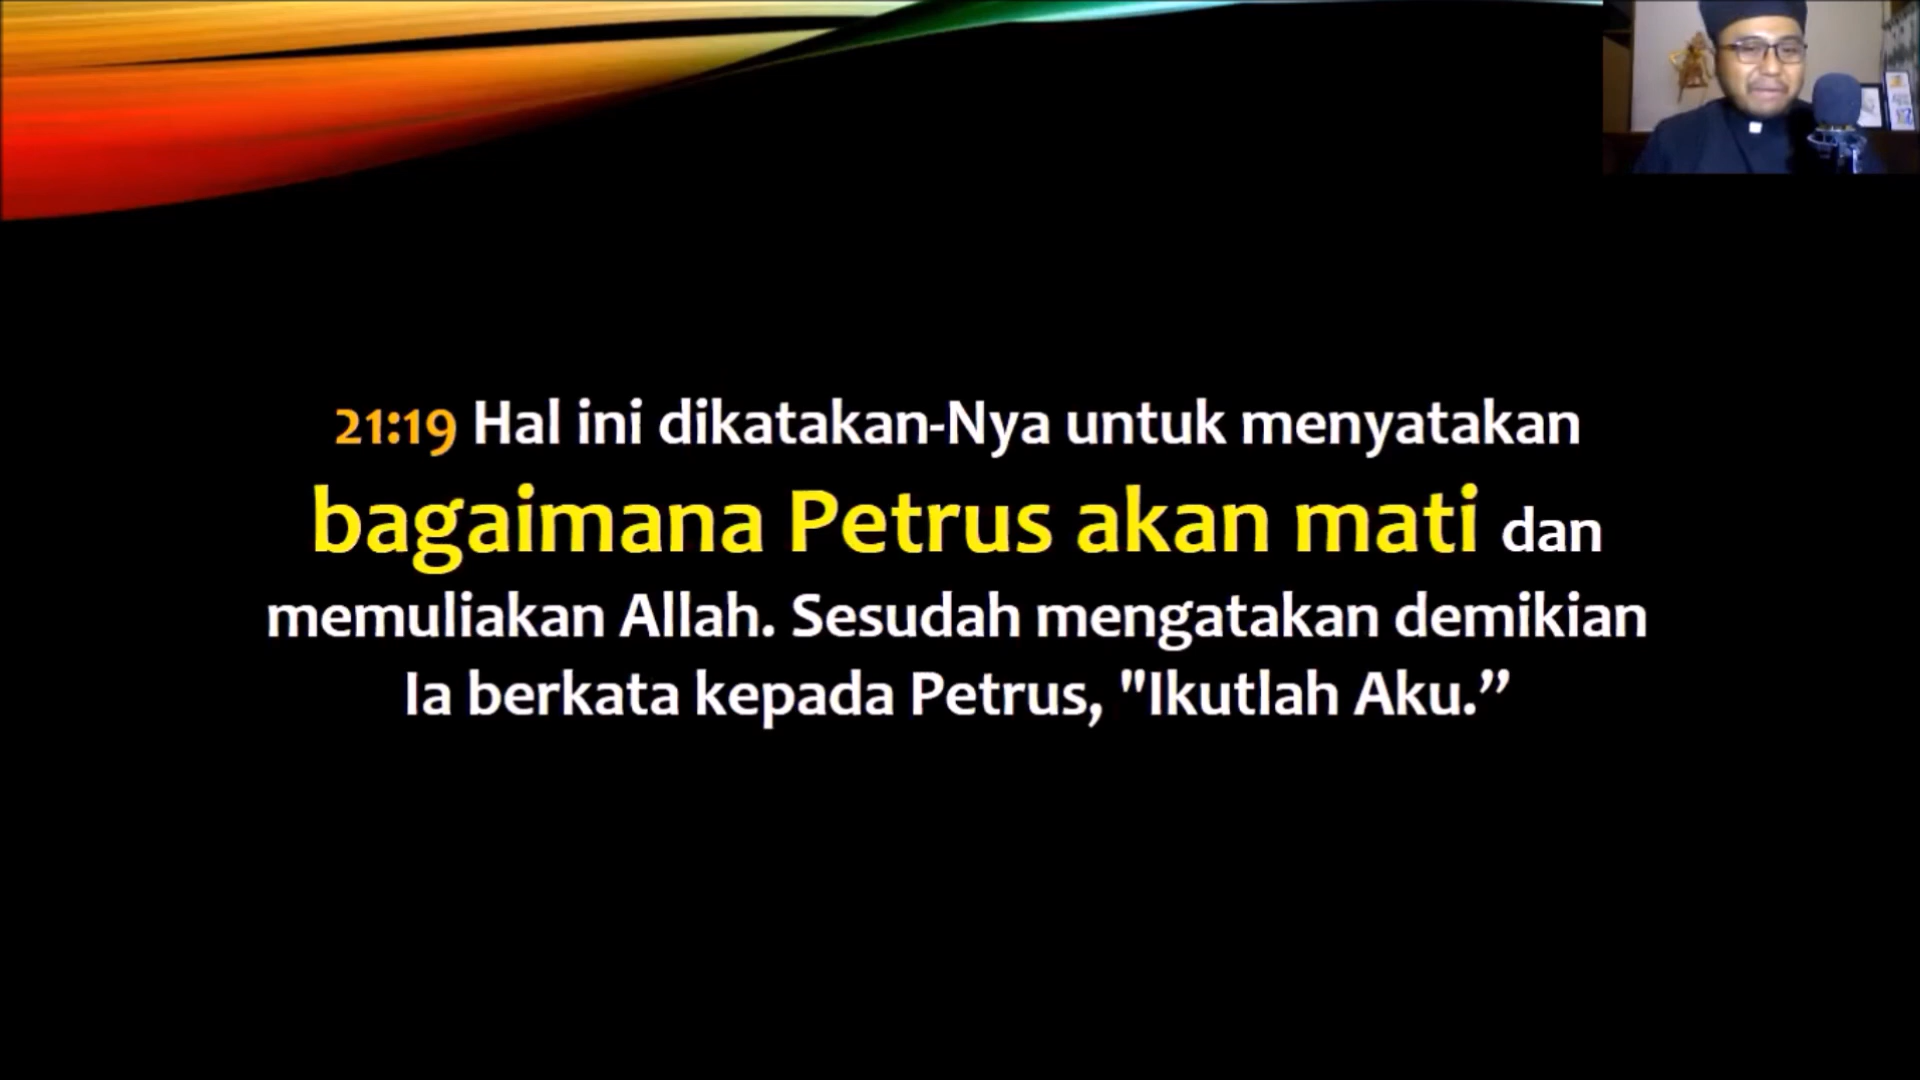 21:19 Hal ini dikatakan-Nya untuk menyatakan
bagaimana Petrus akan mati dan
memuliakan Allah. Sesudah mengatakan demikian
Ia berkata kepada Petrus, "Ikutlah Aku.”